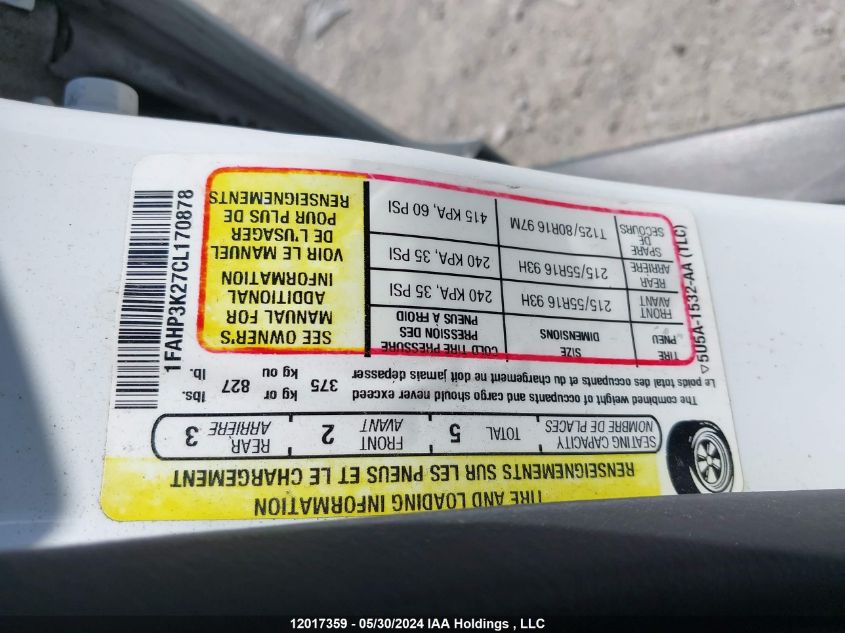 TIRE AND LOADING INFORMATION
RENSEIGNEMENTS SUR LES PNEUS ET LE CHARGEMENT
SEATING CAPACITY TOTAL 5 FRONT 2 REAR 3
NOMBRE DE PLACES AVANT ARRIÈRE
The combined weight of occupants and cargo should never exceed 375 kg or 827 lbs.
Le poids total des occupants et du chargement ne doit jamais dépasser kg ou lb.
TIRE SIZE COLD TIRE PRESSURE
PNEU DIMENSIONS PRESSION DES
PNEUS À FROID
FRONT
AVANT 215/55R16 93H 240 KPA, 35 PSI
REAR
ARRIÈRE 215/55R16 93H 240 KPA, 35 PSI
SPARE
DE
SECOURS T125/80R16 97M 415 KPA, 60 PSI
SEE OWNER'S
MANUAL FOR
ADDITIONAL
INFORMATION
VOIR LE MANUEL
DE L'USAGER
POUR PLUS DE
RENSEIGNEMENTS
▽5U5A-1532-AA (TLC)
1FAHP3K27CL170878
12017359 - 05/30/2024 IAA Holdings , LLC